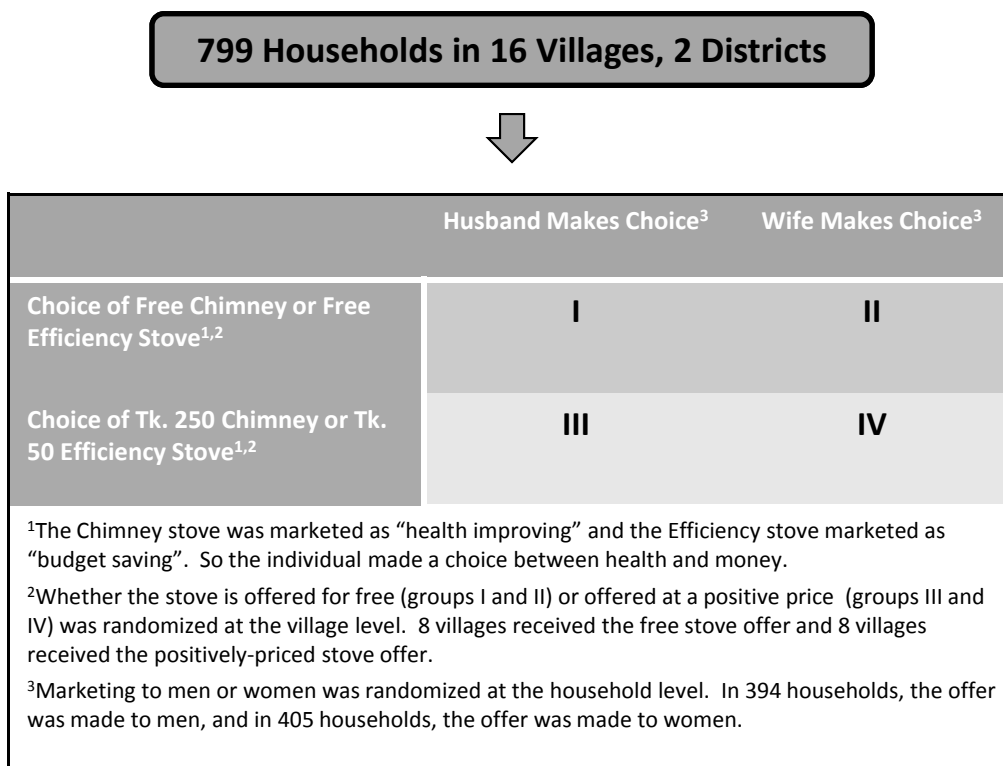 799 Households in 16 Villages, 2 Districts
Husband Makes Choice³ Wife Makes Choice³
Choice of Free Chimney or Free
Efficiency Stove¹,²
I II
Choice of Tk. 250 Chimney or Tk.
50 Efficiency Stove¹,²
III IV
¹The Chimney stove was marketed as “health improving” and the Efficiency stove marketed as
“budget saving”. So the individual made a choice between health and money.
²Whether the stove is offered for free (groups I and II) or offered at a positive price (groups III and
IV) was randomized at the village level. 8 villages received the free stove offer and 8 villages
received the positively-priced stove offer.
³Marketing to men or women was randomized at the household level. In 394 households, the offer
was made to men, and in 405 households, the offer was made to women.